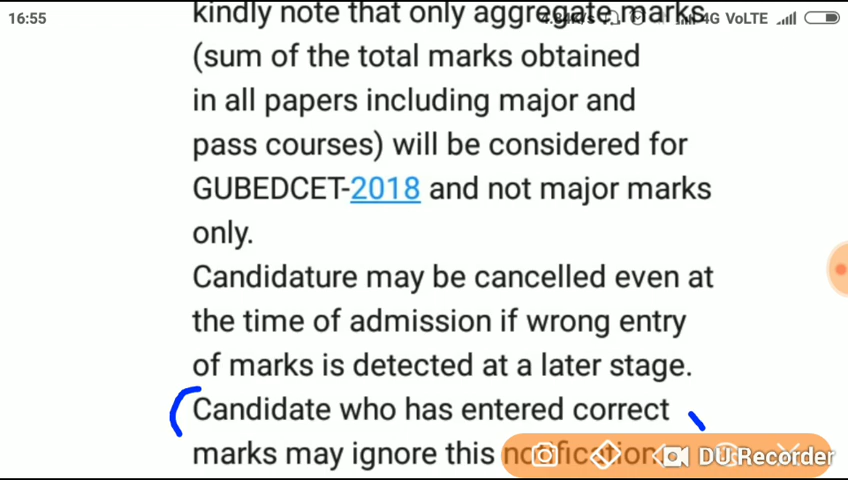 kindly note that only aggregate marks
16:55
4G VoLTE
(sum of the total marks obtained
in all papers including major and
pass courses) will be considered for
GUBEDCET-2018 and not major marks
only.
Candidature may be cancelled even at
the time of admission if wrong entry
of marks is detected at a later stage.
Candidate who has entered correct
marks may ignore this notification.
DU Recorder